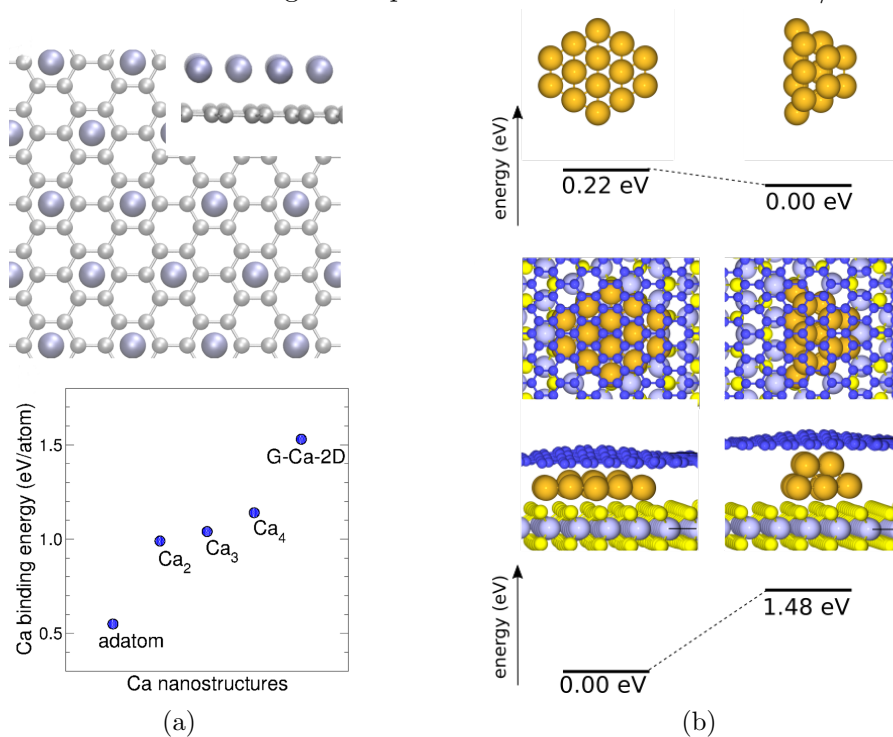 energy (eV)
0.22 eV
0.00 eV
Ca binding energy (eV/atom)
1.5
1.0
0.5
G-Ca-2D
Ca4
Ca3
Ca2
adatom
Ca nanostructures
(a)
energy (eV)
1.48 eV
0.00 eV
(b)